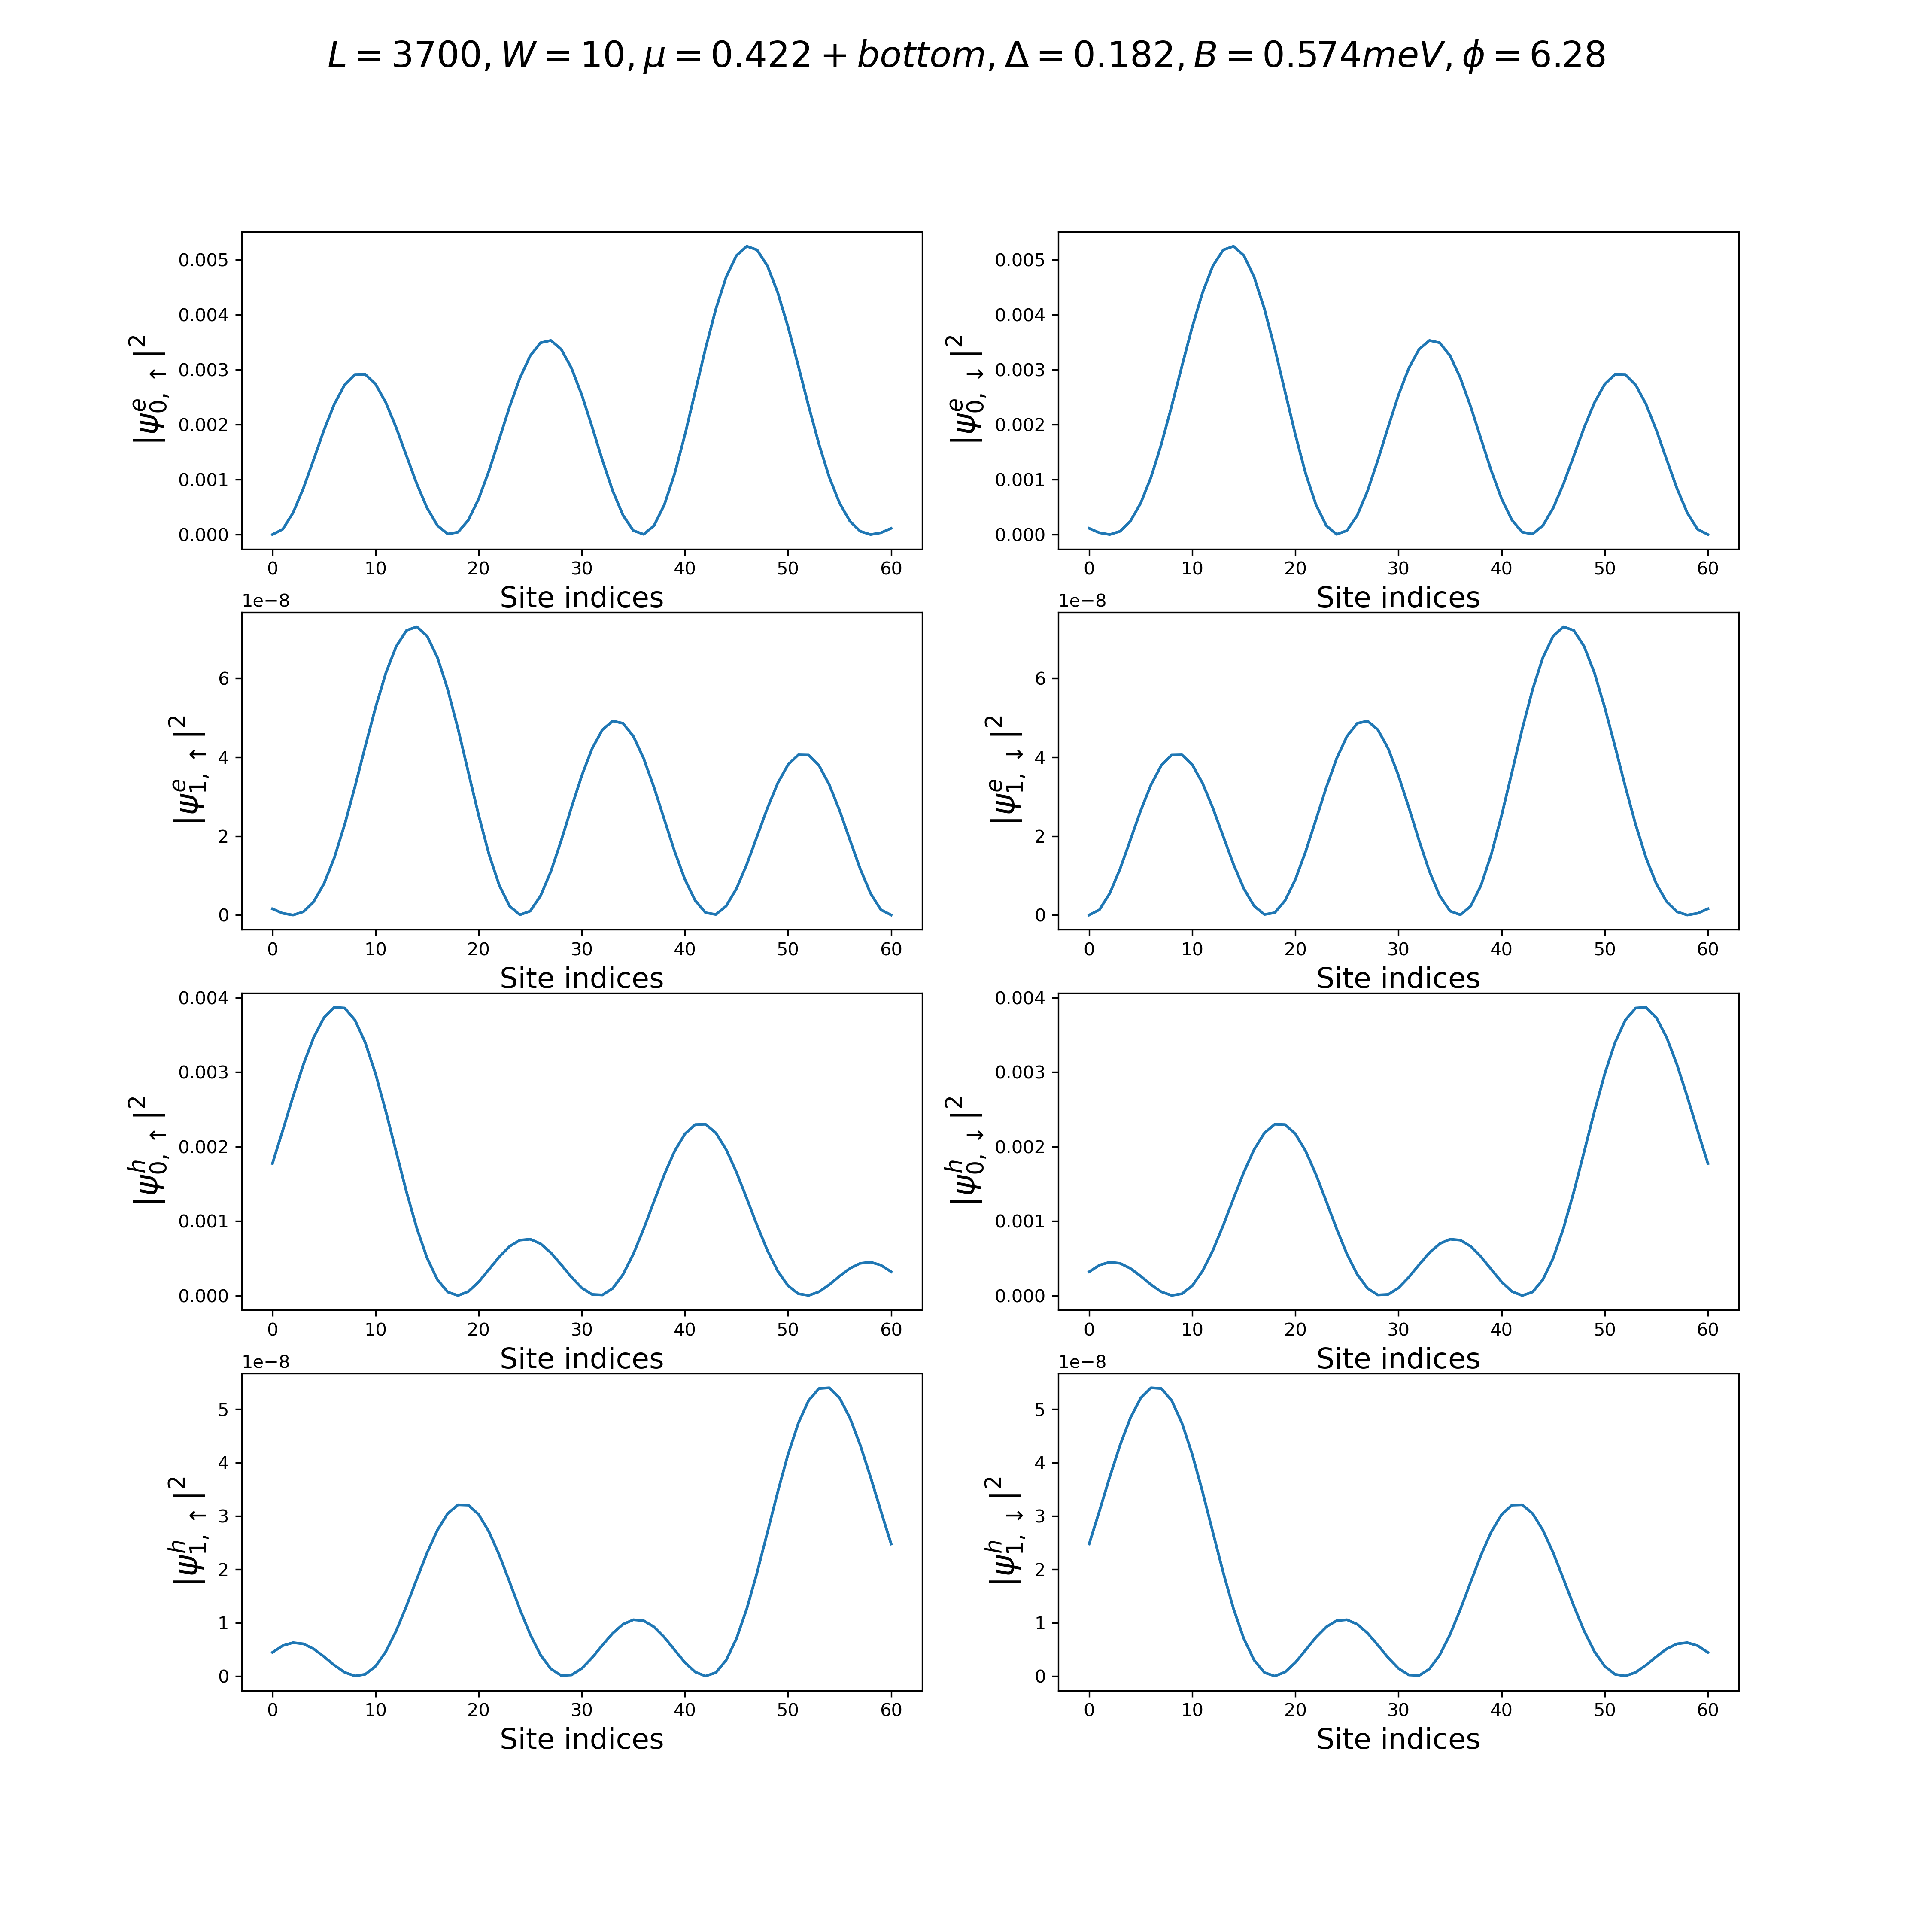 L = 3700, W = 10, μ = 0.422 + bottom, Δ = 0.182, B = 0.574meV, ϕ = 6.28
|ψ^e_{0,↑}|^2
0.005
0.004
0.003
0.002
0.001
0.000
0 10 20 30 40 50 60
Site indices
|ψ^e_{0,↓}|^2
0.005
0.004
0.003
0.002
0.001
0.000
0 10 20 30 40 50 60
Site indices
1e−8
|ψ^e_{1,↑}|^2
6
4
2
0
0 10 20 30 40 50 60
Site indices
1e−8
|ψ^e_{1,↓}|^2
6
4
2
0
0 10 20 30 40 50 60
Site indices
|ψ^h_{0,↑}|^2
0.004
0.003
0.002
0.001
0.000
0 10 20 30 40 50 60
Site indices
|ψ^h_{0,↓}|^2
0.004
0.003
0.002
0.001
0.000
0 10 20 30 40 50 60
Site indices
1e−8
|ψ^h_{1,↑}|^2
5
4
3
2
1
0
0 10 20 30 40 50 60
Site indices
1e−8
|ψ^h_{1,↓}|^2
5
4
3
2
1
0
0 10 20 30 40 50 60
Site indices